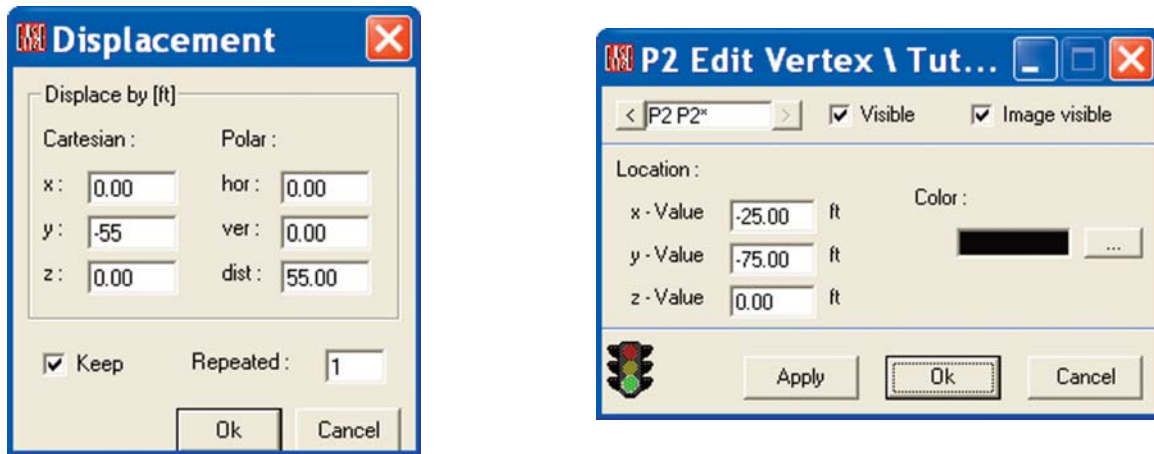 Displacement
Displace by [ft]
Cartesian : Polar :
x : 0.00 hor : 0.00
y : -55 ver : 0.00
z : 0.00 dist : 55.00
Keep Repeated : 1
Ok Cancel
P2 Edit Vertex \ Tut...
< P2 P2* > Visible Image visible
Location :
x - Value -25.00 ft Color :
y - Value -75.00 ft ...
z - Value 0.00 ft
Apply Ok Cancel